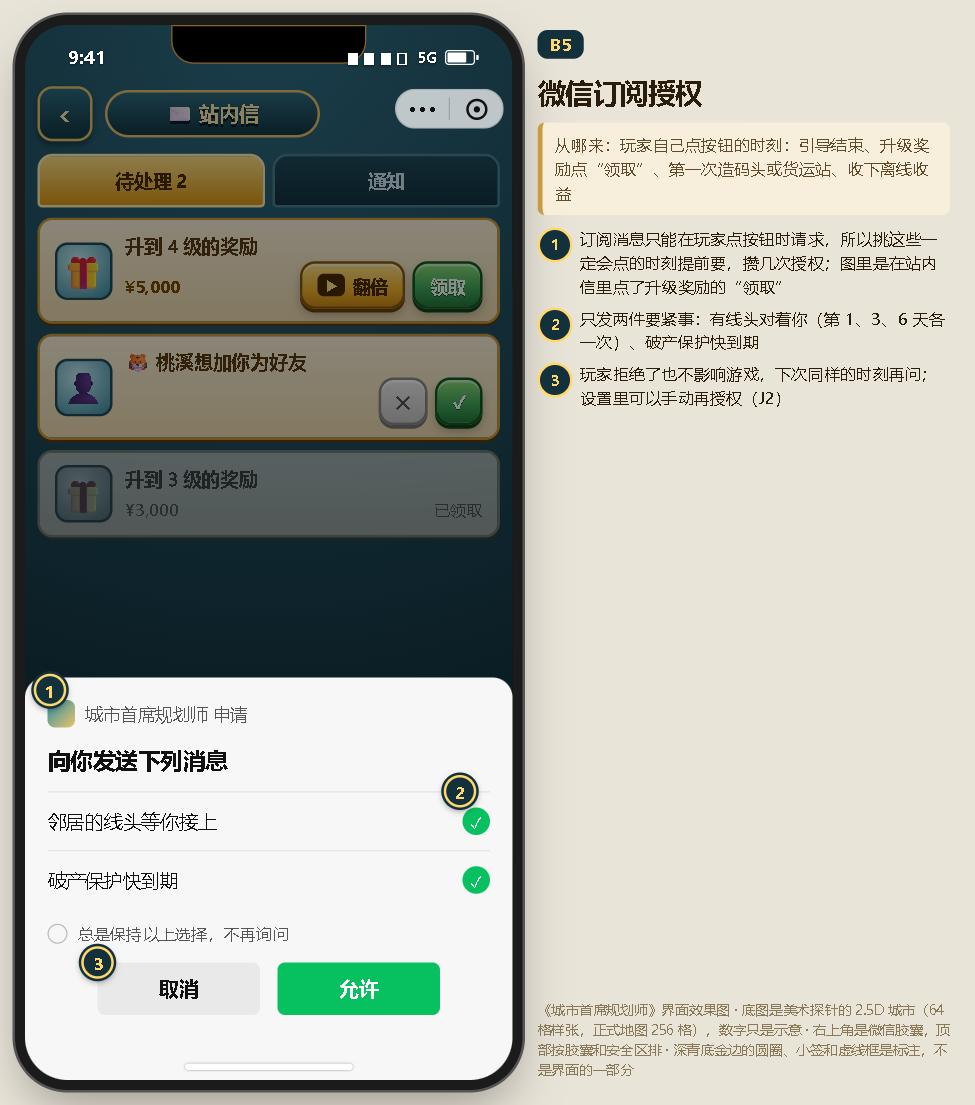 9:41
5G
站内信
待处理 2
通知
升到 4 级的奖励
¥5,000
翻倍
领取
桃溪想加你为好友
升到 3 级的奖励
¥3,000
已领取
1
城市首席规划师 申请
向你发送下列消息
2
邻居的线头等你接上
破产保护快到期
总是保持以上选择，不再询问
3
取消
允许
B5
微信订阅授权
从哪来：玩家自己点按钮的时刻：引导结束、升级奖
励点“领取”、第一次造码头或货运站、收下离线收
益
1
订阅消息只能在玩家点按钮时请求，所以挑这些一
定会点的时刻提前要，攒几次授权；图里是在站内
信里点了升级奖励的“领取”
2
只发两件要紧事：有线头对着你（第 1、3、6 天各
一次）、破产保护快到期
3
玩家拒绝了也不影响游戏，下次同样的时刻再问；
设置里可以手动再授权（J2）
《城市首席规划师》界面效果图 · 底图是美术探针的 2.5D 城市（64
格样张，正式地图 256 格），数字只是示意 · 右上角是微信胶囊，顶
部按胶囊和安全区排 · 深青底金边的圆圈、小签和虚线框是标注，不
是界面的一部分